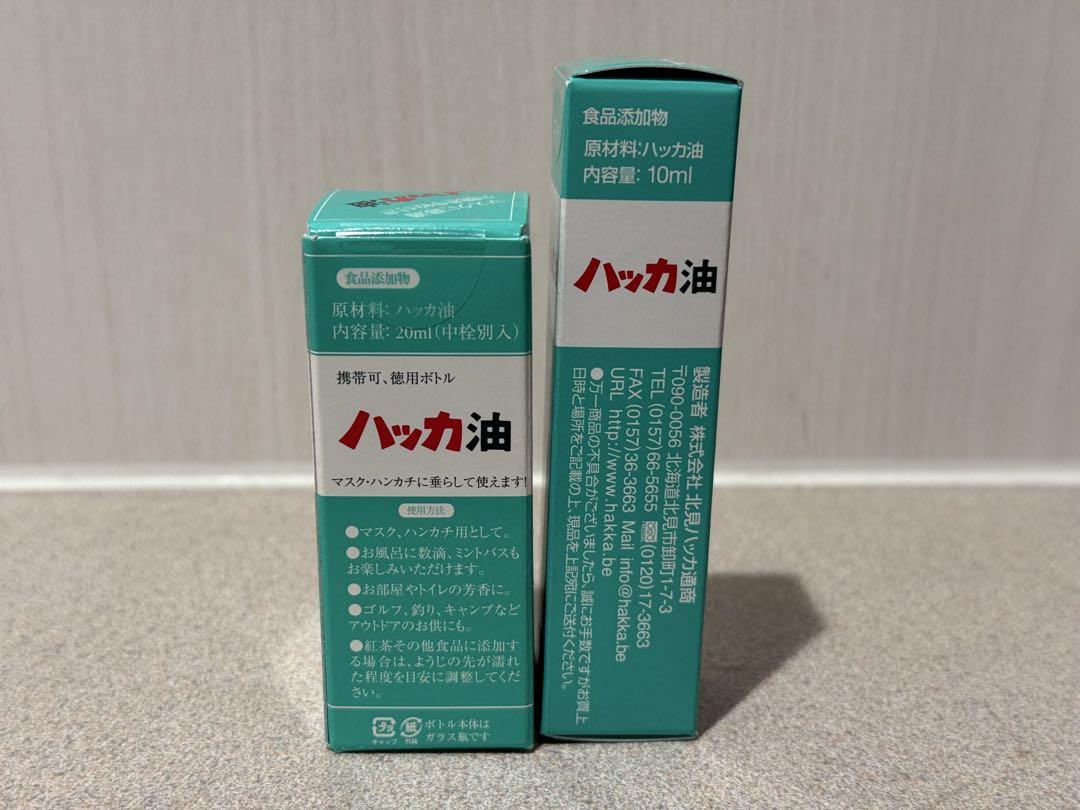 食品添加物
原材料：ハッカ油
内容量：20ml（中栓別入）
携帯可、徳用ボトル
ハッカ油
マスク・ハンカチに垂らして使えます！
使用方法
●マスク、ハンカチ用として。
●お風呂に数滴、ミントバスも
お楽しみいただけます。
●お部屋やトイレの芳香に。
●ゴルフ、釣り、キャンプなど
アウトドアのお供にも。
●紅茶その他食品に添加す
る場合は、ようじの先が濡れ
た程度を目安に調整してくだ
さい。
プラ
キャップ
紙
外箱
ボトル本体は
ガラス瓶です
食品添加物
原材料：ハッカ油
内容量：10ml
ハッカ油
製造者 株式会社 北見ハッカ通商
〒090-0056 北海道北見市卸町1-7-3
TEL (0157)66-5655 (0120)17-3663
FAX (0157)36-3663 Mail info@hakka.be
URL http://www.hakka.be
●万一商品の不具合がございましたら、誠にお手数ですがお買上
日時と場所をご記載の上、現品を上記宛にご送付ください。